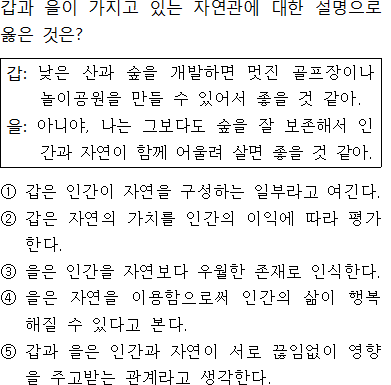 갑과 을이 가지고 있는 자연관에 대한 설명으로
옳은 것은?
갑: 낮은 산과 숲을 개발하면 멋진 골프장이나
놀이공원을 만들 수 있어서 좋을 것 같아.
을: 아니야, 나는 그보다도 숲을 잘 보존해서 인
간과 자연이 함께 어울려 살면 좋을 것 같아.
① 갑은 인간이 자연을 구성하는 일부라고 여긴다.
② 갑은 자연의 가치를 인간의 이익에 따라 평가
한다.
③ 을은 인간을 자연보다 우월한 존재로 인식한다.
④ 을은 자연을 이용함으로써 인간의 삶이 행복
해질 수 있다고 본다.
⑤ 갑과 을은 인간과 자연이 서로 끊임없이 영향
을 주고받는 관계라고 생각한다.